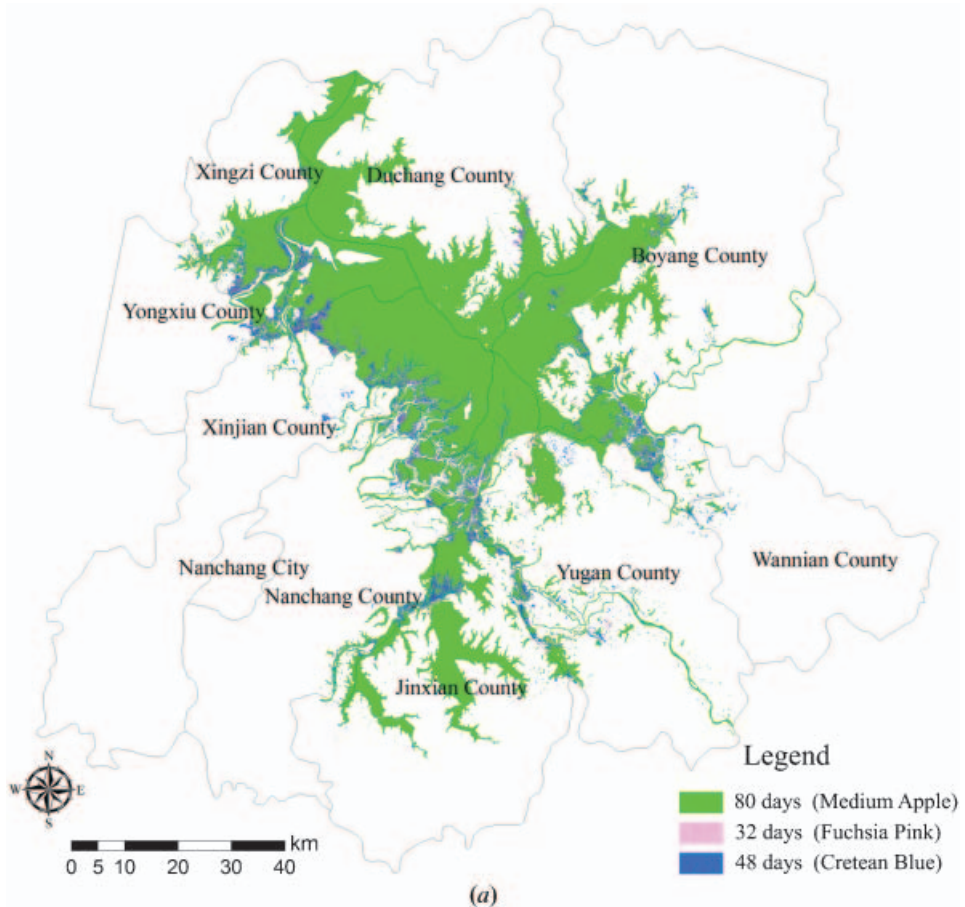 Xingzi County
Duchang County
Boyang County
Yongxiu County
Xinjian County
Nanchang City
Nanchang County
Yugan County
Wannian County
Jinxian County
Legend
80 days (Medium Apple)
32 days (Fuchsia Pink)
48 days (Cretean Blue)
N
W E
S
km
0 5 10 20 30 40
(a)